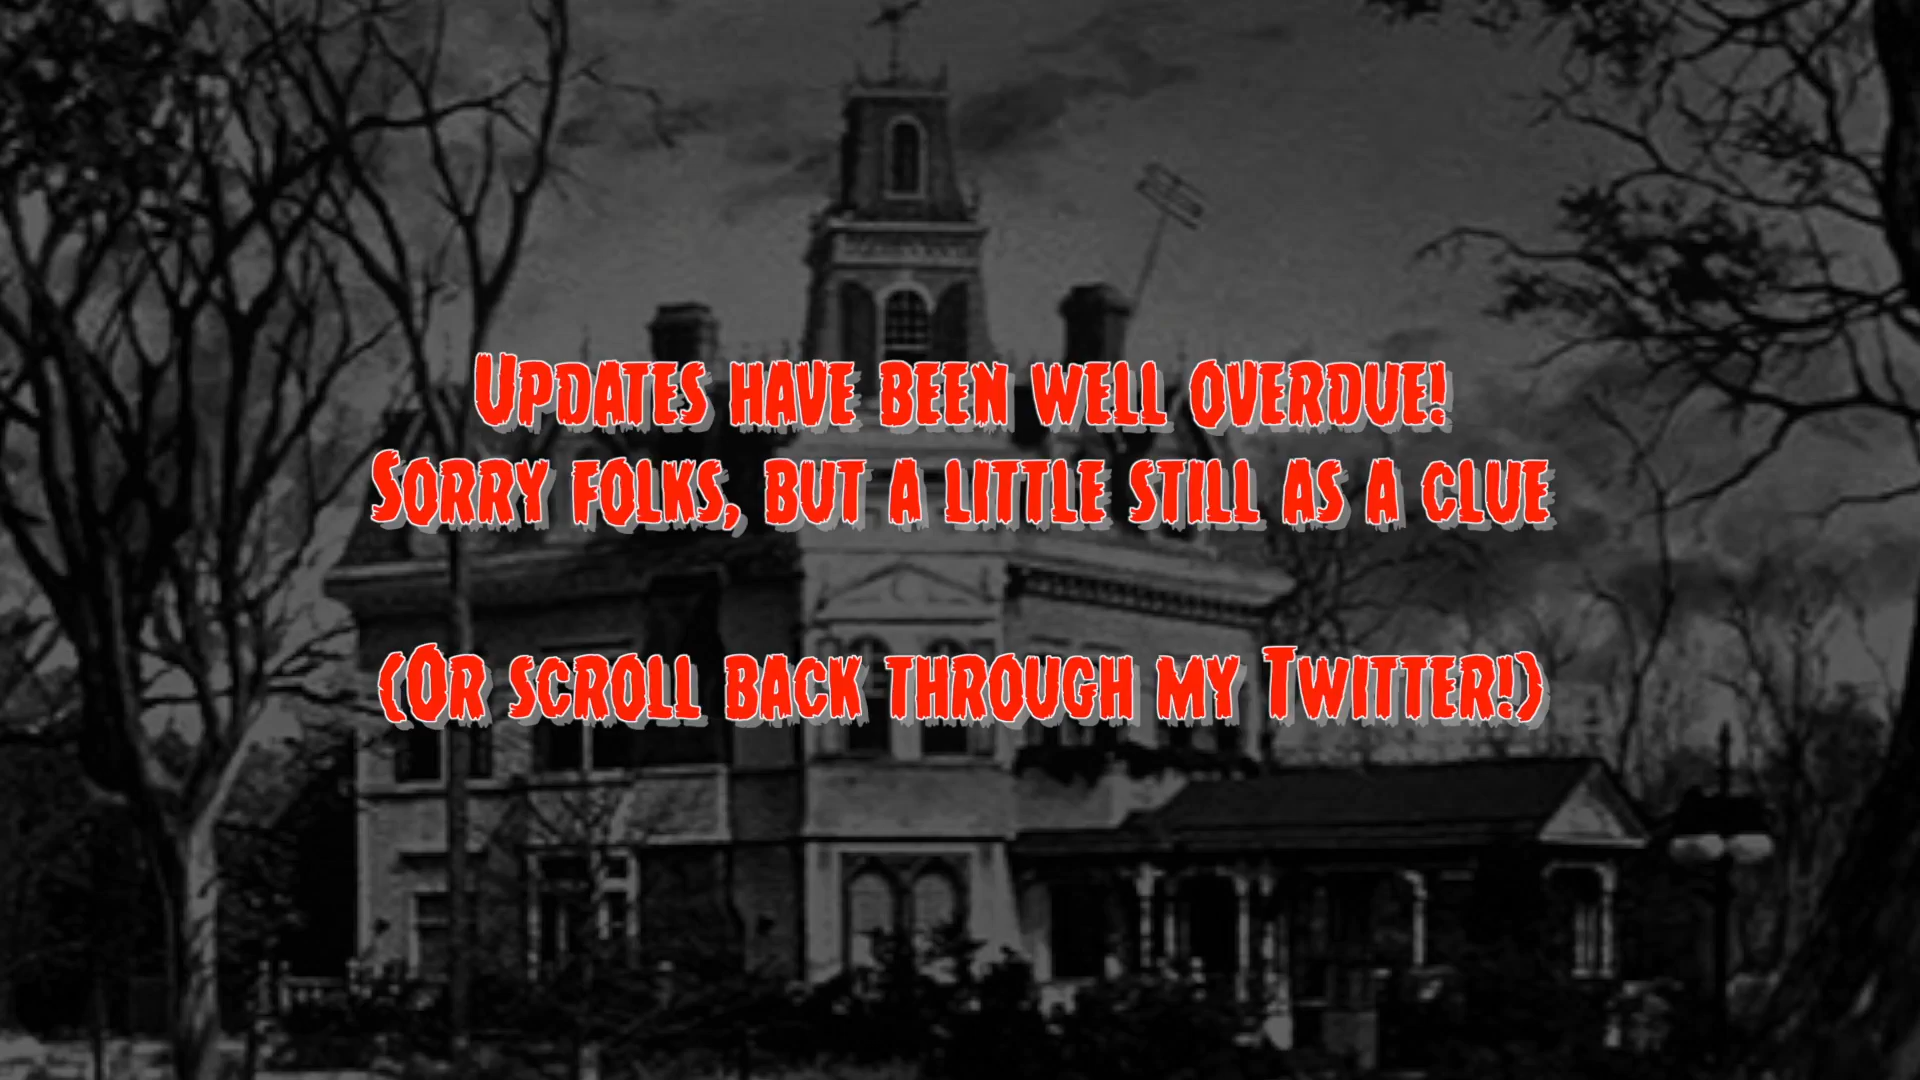 Updates have been well overdue!
Sorry folks, but a little still as a clue
(Or scroll back through my Twitter!)